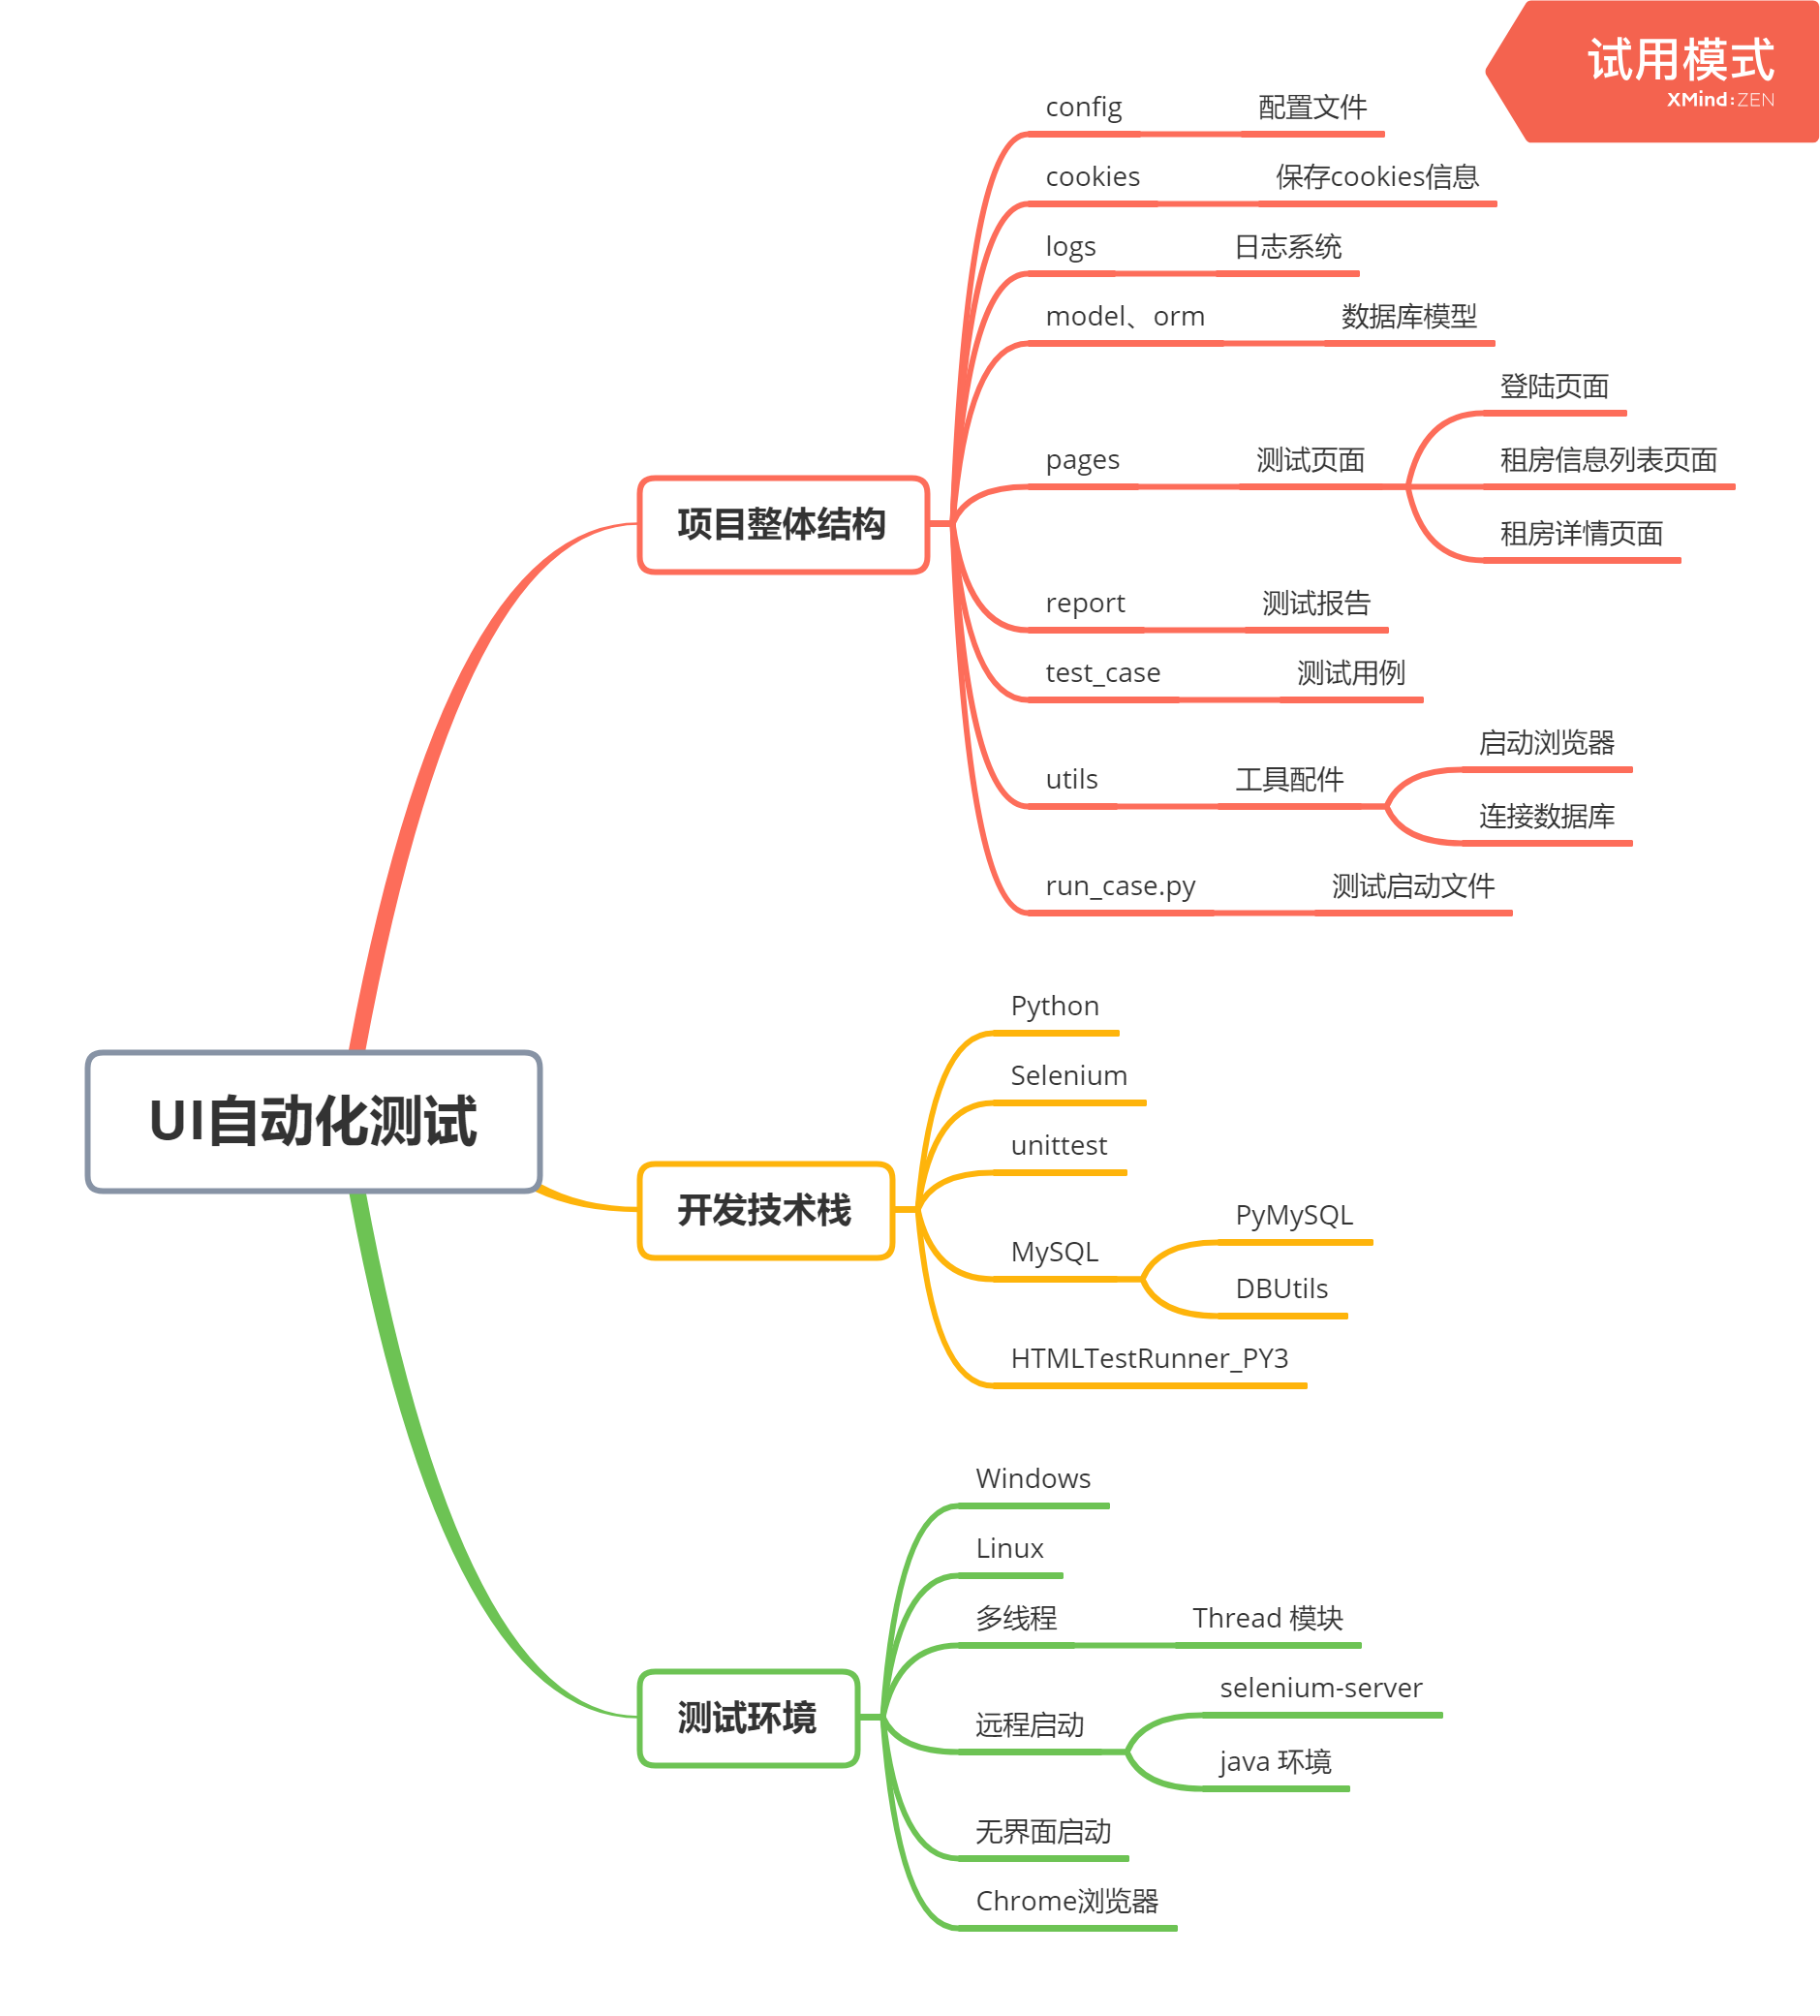 试用模式
XMind:ZEN
UI自动化测试
项目整体结构
config
配置文件
cookies
保存cookies信息
logs
日志系统
model、orm
数据库模型
pages
测试页面
登陆页面
租房信息列表页面
租房详情页面
report
测试报告
test_case
测试用例
utils
工具配件
启动浏览器
连接数据库
run_case.py
测试启动文件
开发技术栈
Python
Selenium
unittest
MySQL
PyMySQL
DBUtils
HTMLTestRunner_PY3
测试环境
Windows
Linux
多线程
Thread 模块
远程启动
selenium-server
java 环境
无界面启动
Chrome浏览器